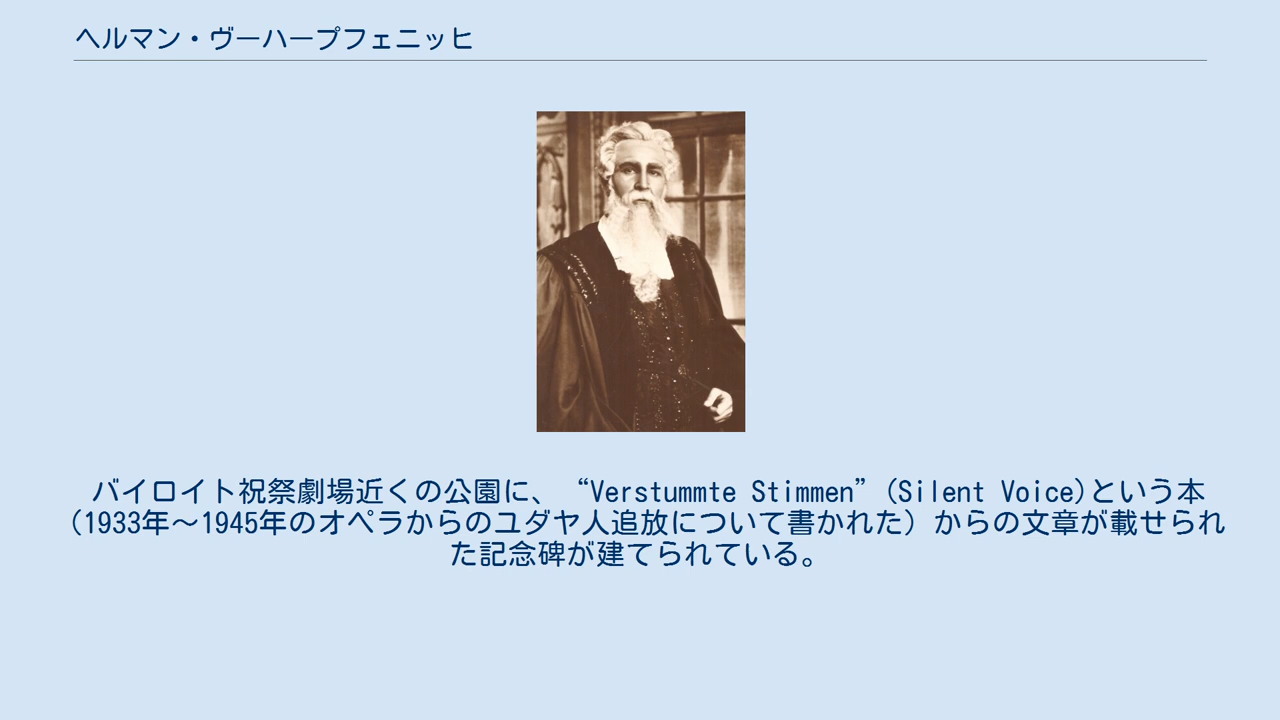 ヘルマン・ヴーハープフェニッヒ
バイロイト祝祭劇場近くの公園に、“Verstummte Stimmen”(Silent Voice)という本
(1933年～1945年のオペラからのユダヤ人追放について書かれた）からの文章が載せられ
た記念碑が建てられている。